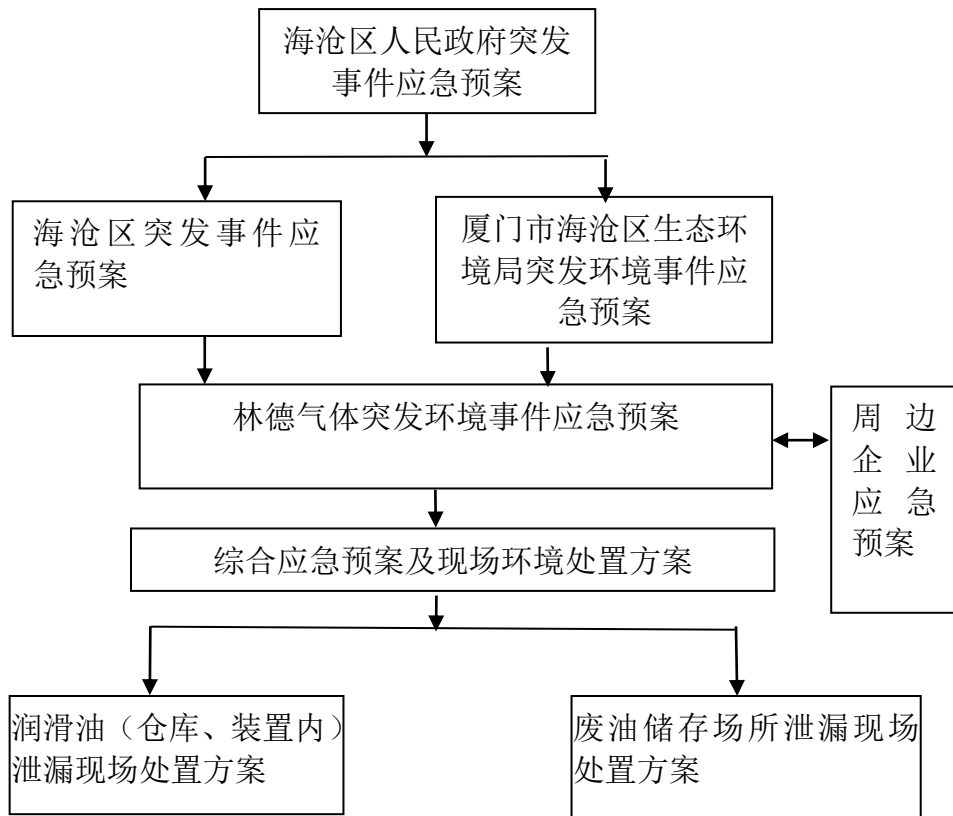 海沧区人民政府突发
事件应急预案
海沧区突发事件应
急预案
厦门市海沧区生态环
境局突发环境事件应
急预案
林德气体突发环境事件应急预案
周边
企业
应急
预案
综合应急预案及现场环境处置方案
润滑油（仓库、装置内）
泄漏现场处置方案
废油储存场所泄漏现场
处置方案